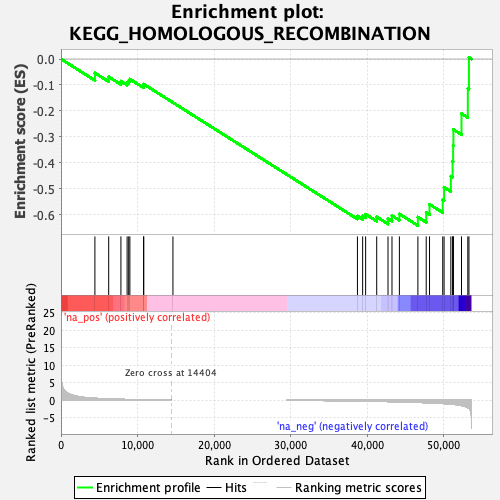 Enrichment plot:
KEGG_HOMOLOGOUS_RECOMBINATION
Enrichment score (ES)
0.0
-0.1
-0.2
-0.3
-0.4
-0.5
-0.6
'na_pos' (positively correlated)
Ranked list metric (PreRanked)
25
20
15
10
5
0
-5
Zero cross at 14404
'na_neg' (negatively correlated)
0
10,000
20,000
30,000
40,000
50,000
Rank in Ordered Dataset
Enrichment profile
Hits
Ranking metric scores